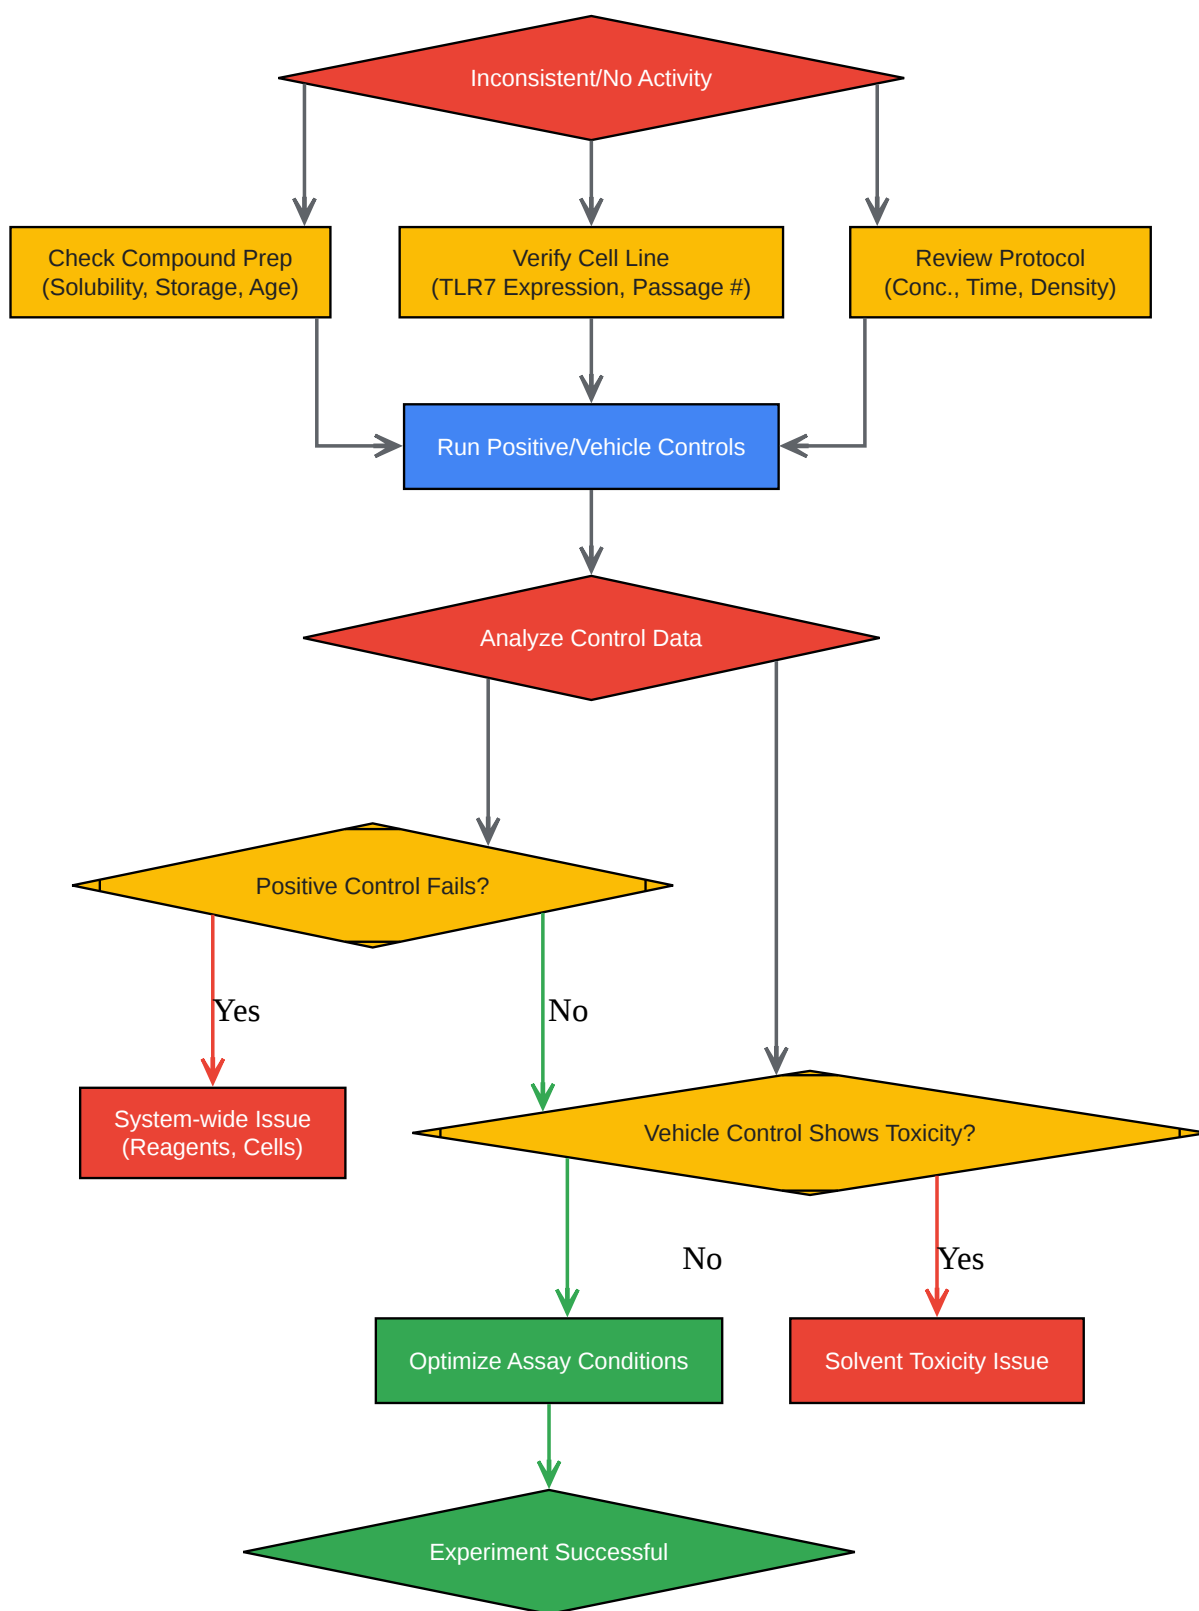 Inconsistent/No Activity
Check Compound Prep
(Solubility, Storage, Age)
Verify Cell Line
(TLR7 Expression, Passage #)
Review Protocol
(Conc., Time, Density)
Run Positive/Vehicle Controls
Analyze Control Data
Positive Control Fails?
Yes
No
System-wide Issue
(Reagents, Cells)
Vehicle Control Shows Toxicity?
No
Yes
Optimize Assay Conditions
Solvent Toxicity Issue
Experiment Successful